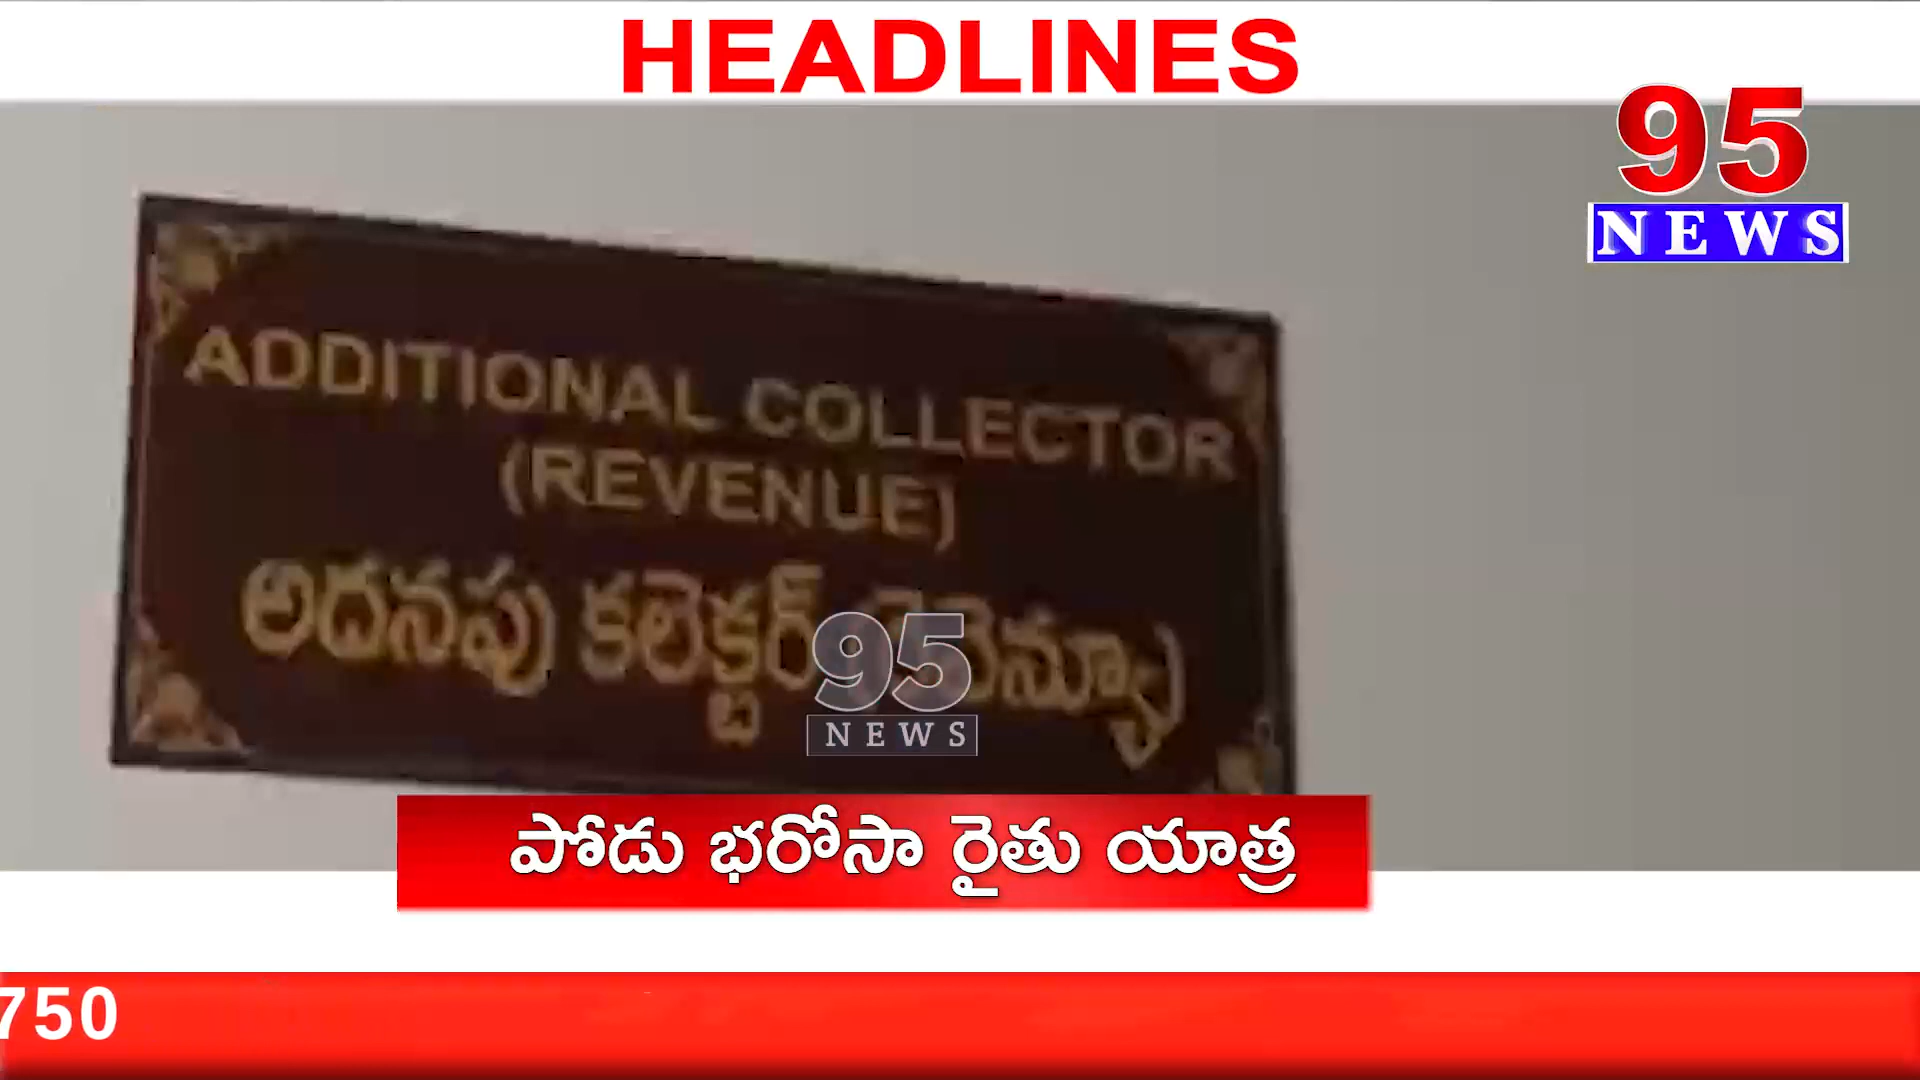 HEADLINES
95
NEWS
ADDITIONAL COLLECTOR
(REVENUE)
అదనపు కలెక్టర్
95
NEWS
పోడు భరోసా రైతు యాత్ర
750